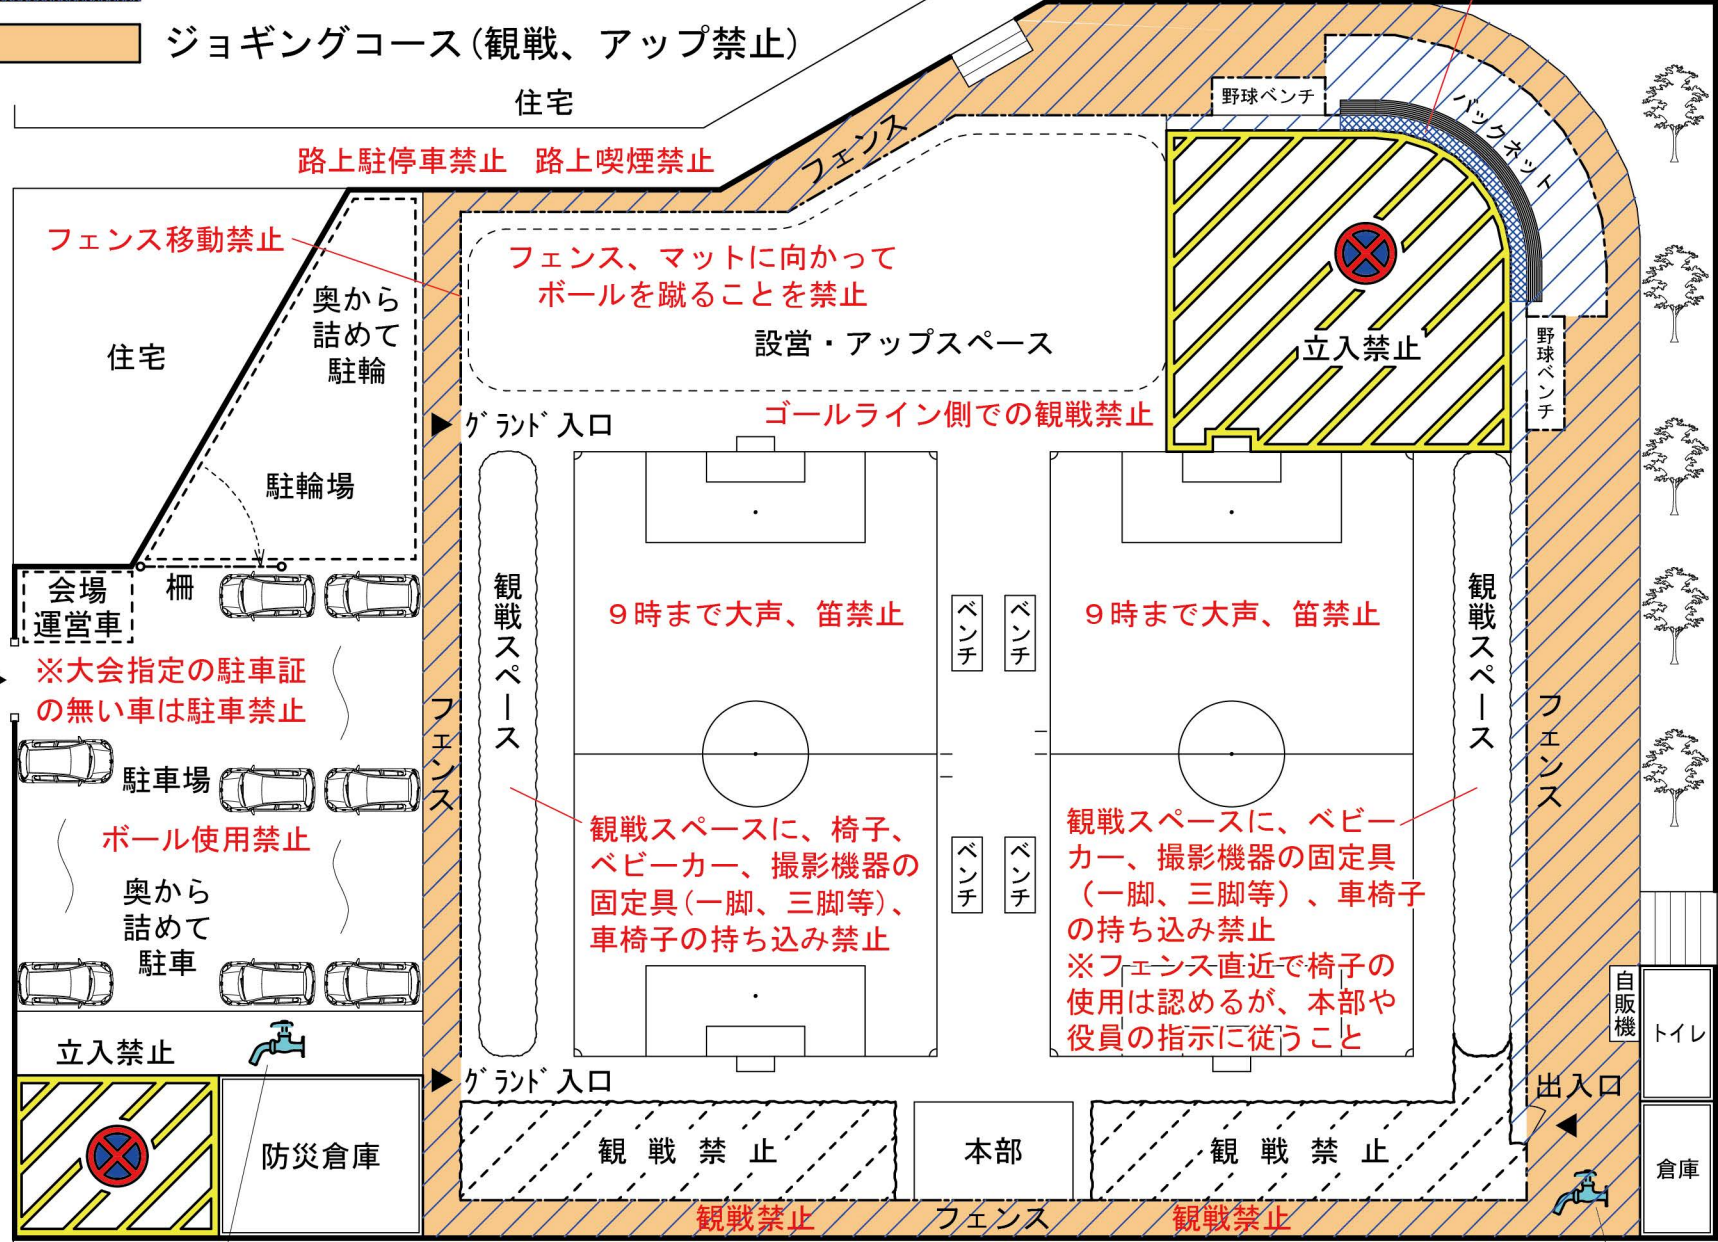 ジョギングコース(観戦、アップ禁止)
住宅
路上駐停車禁止　路上喫煙禁止
フェンス
野球ベンチ
バックネット
フェンス移動禁止
フェンス、マットに向かって
ボールを蹴ることを禁止
奥から
詰めて
駐輪
住宅
設営・アップスペース
立入禁止
野球ベンチ
ゴールライン側での観戦禁止
グランド入口
駐輪場
会場
運営車
柵
観戦スペース
9時まで大声、笛禁止
ベンチ
ベンチ
9時まで大声、笛禁止
観戦スペース
※大会指定の駐車証
の無い車は駐車禁止
フェンス
フェンス
駐車場
ボール使用禁止
奥から
詰めて
駐車
観戦スペースに、椅子、
ベビーカー、撮影機器の
固定具(一脚、三脚等)、
車椅子の持ち込み禁止
ベンチ
ベンチ
観戦スペースに、ベビー
カー、撮影機器の固定具
(一脚、三脚等)、車椅子
の持ち込み禁止
※フェンス直近で椅子の
使用は認めるが、本部や
役員の指示に従うこと
自販機
トイレ
立入禁止
グランド入口
出入口
防災倉庫
観戦禁止
本部
観戦禁止
倉庫
観戦禁止
フェンス
観戦禁止